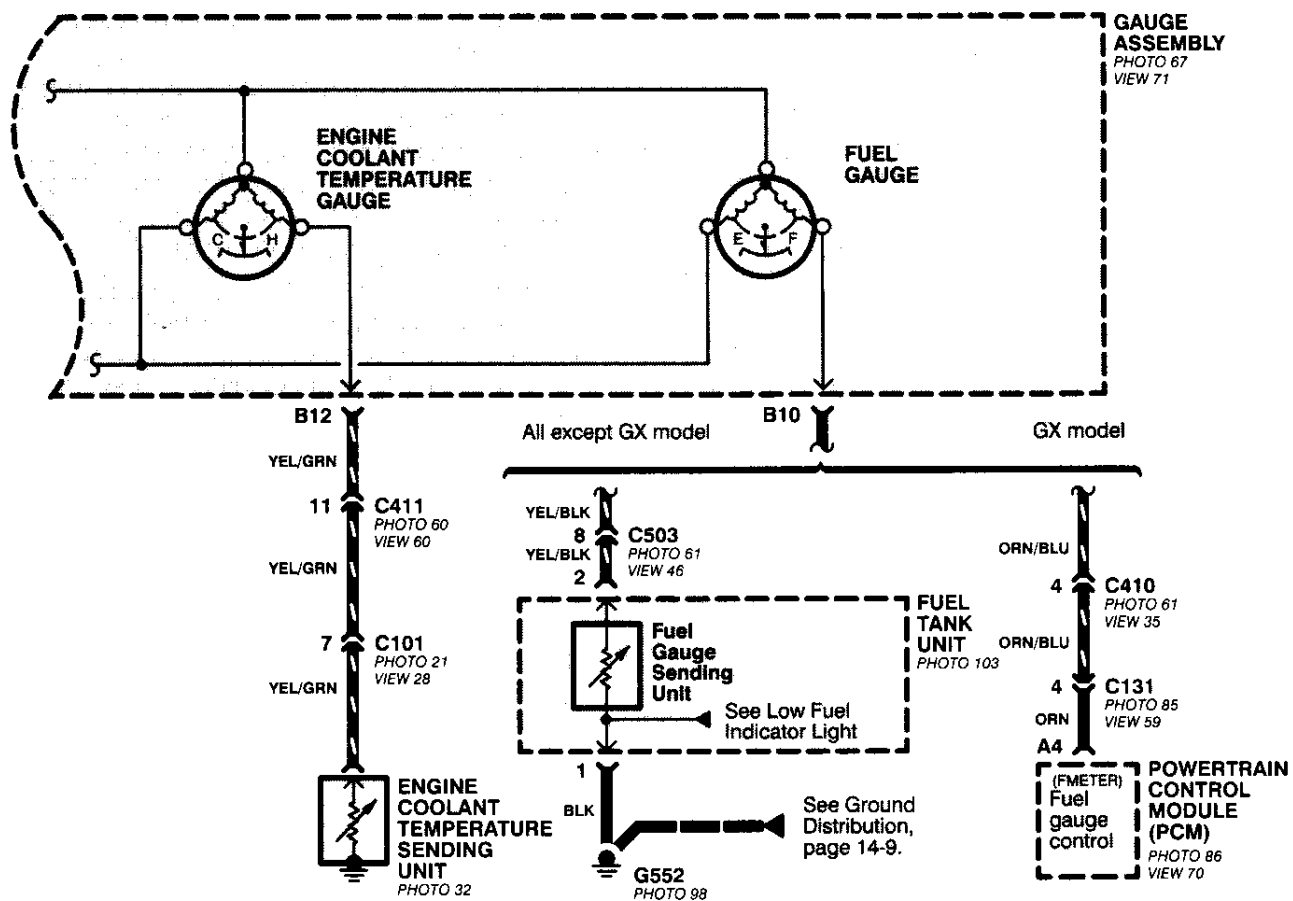 GAUGE
ASSEMBLY
PHOTO 67
VIEW 71
ENGINE
COOLANT
TEMPERATURE
GAUGE
C H
FUEL
GAUGE
E F
B12
B10
All except GX model
GX model
YEL/GRN
11 C411
PHOTO 60
VIEW 60
YEL/GRN
7 C101
PHOTO 21
VIEW 28
YEL/GRN
ENGINE
COOLANT
TEMPERATURE
SENDING
UNIT
PHOTO 32
YEL/BLK
8 C503
PHOTO 61
VIEW 46
YEL/BLK
2
FUEL
TANK
UNIT
PHOTO 103
Fuel
Gauge
Sending
Unit
See Low Fuel
Indicator Light
1
BLK
See Ground
Distribution,
page 14-9.
G552
PHOTO 98
ORN/BLU
4 C410
PHOTO 61
VIEW 35
ORN/BLU
4 C131
PHOTO 85
VIEW 59
ORN
A4
(FMETER)
Fuel
gauge
control
POWERTRAIN
CONTROL
MODULE
(PCM)
PHOTO 86
VIEW 70